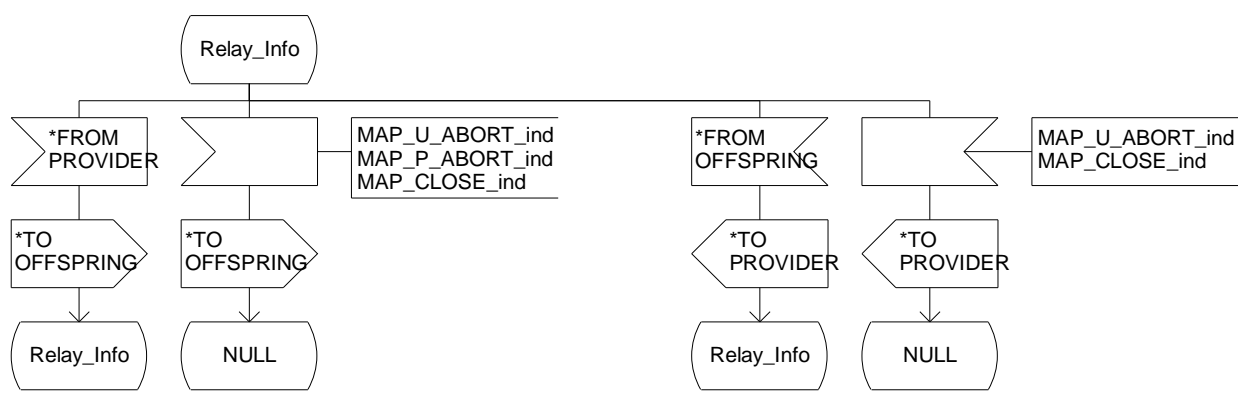 Relay_Info
*FROM
PROVIDER
MAP_U_ABORT_ind
MAP_P_ABORT_ind
MAP_CLOSE_ind
*FROM
OFFSPRING
MAP_U_ABORT_ind
MAP_CLOSE_ind
*TO
OFFSPRING
*TO
OFFSPRING
*TO
PROVIDER
*TO
PROVIDER
Relay_Info
NULL
Relay_Info
NULL